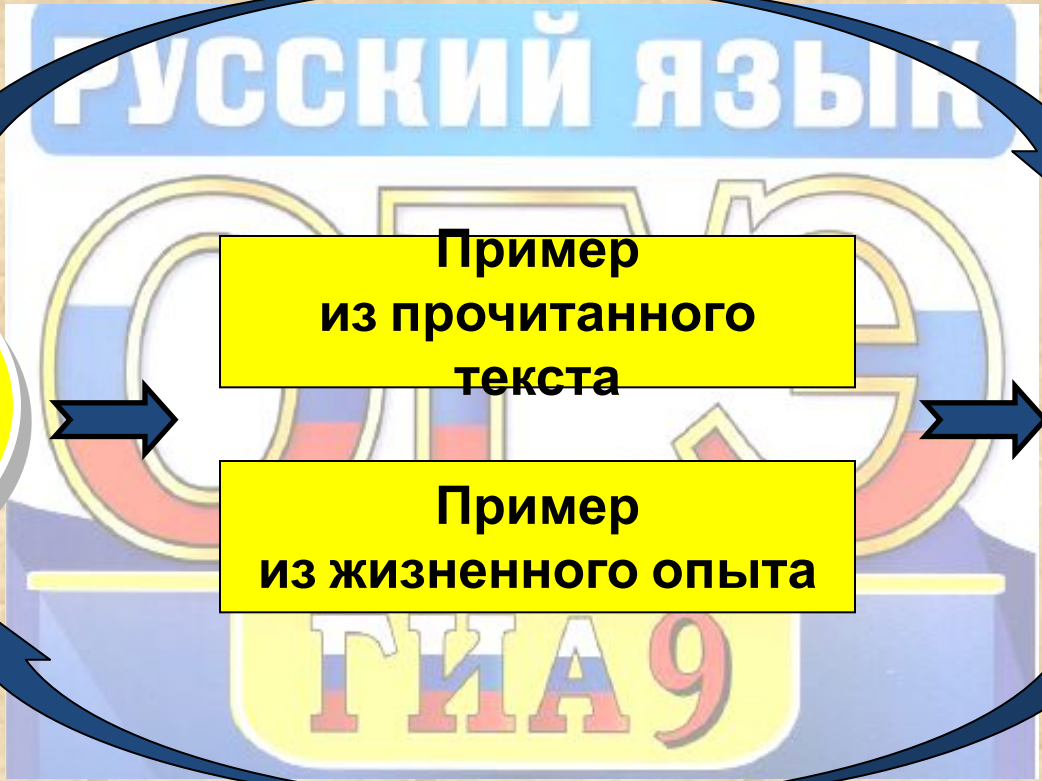 РУССКИЙ ЯЗЫК
ОГЭ
Пример
из прочитанного
текста
Пример
из жизненного опыта
ГИА 9